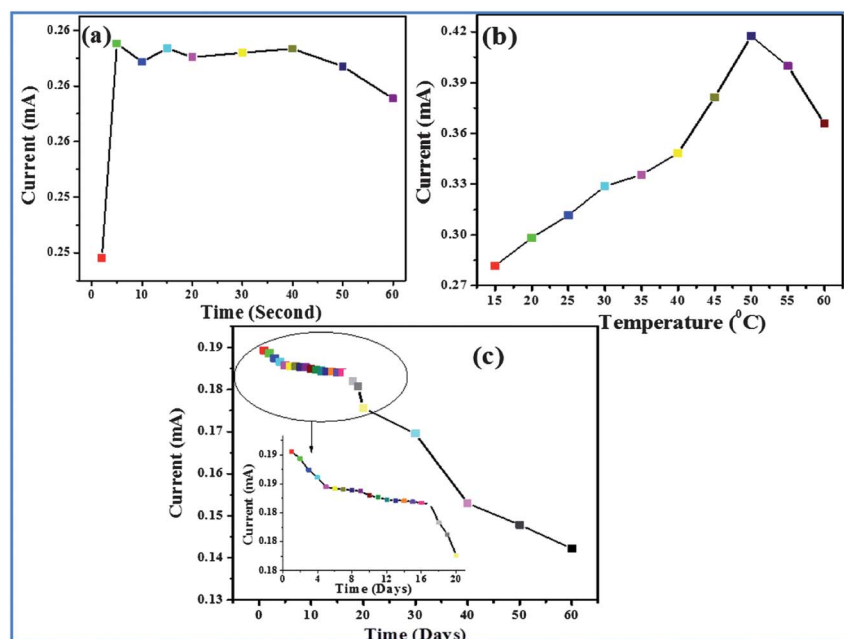 (a)
0.26
0.26
0.26
0.25
0.25
Current (mA)
0 10 20 30 40 50 60
Time (Second)
(b)
0.42
0.39
0.36
0.33
0.30
0.27
Current (mA)
15 20 25 30 35 40 45 50 55 60
Temperature (⁰C)
(c)
0.19
0.18
0.17
0.16
0.15
0.14
0.13
Current (mA)
0.19
0.19
0.18
0.18
0.18
Current (mA)
0 4 8 12 16 20
Time (Days)
0 10 20 30 40 50 60
Time (Days)